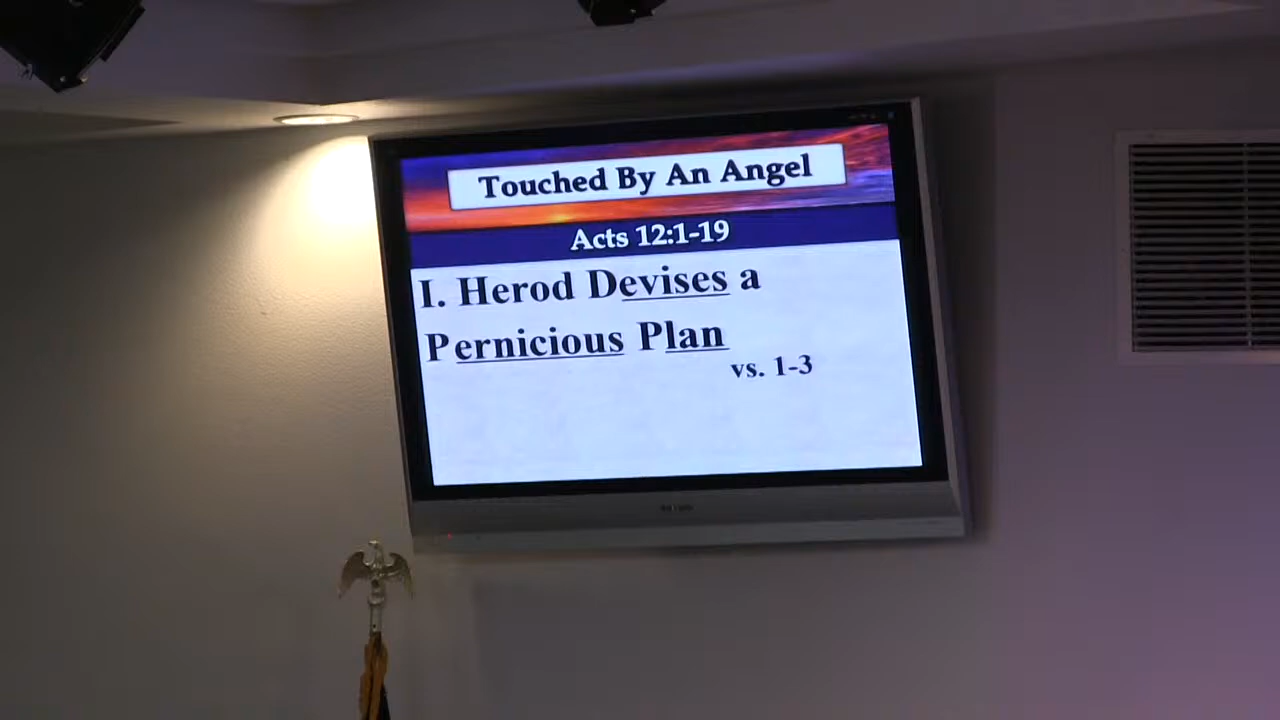 Touched By An Angel
Acts 12:1-19
I. Herod Devises a
Pernicious Plan
vs. 1-3